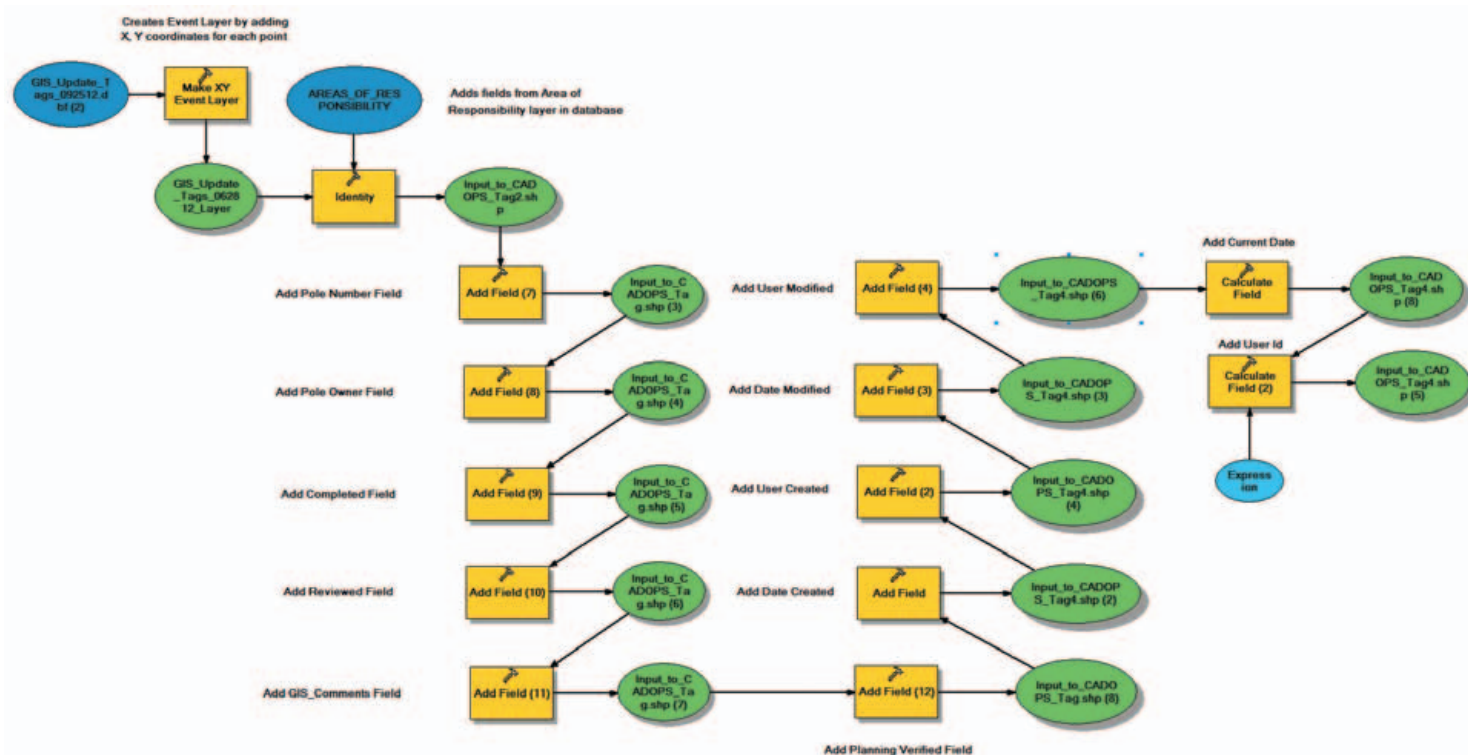 Creates Event Layer by adding
X, Y coordinates for each point
GIS_Update_T
ags_092512.d
bf (2)
Make XY
Event Layer
AREAS_OF_RES
PONSIBILITY
Adds fields from Area of
Responsibility layer in database
GIS_Update
_Tags_0628
12_Layer
Identity
Input_to_CAD
OPS_Tag2.sh
p
Add Pole Number Field
Add Field (7)
Input_to_C
ADOPS_Ta
g.shp (3)
Add User Modified
Add Field (4)
Input_to_CADOPS
_Tag4.shp (6)
Add Current Date
Calculate
Field
Input_to_CAD
OPS_Tag4.sh
p (8)
Add Pole Owner Field
Add Field (8)
Input_to_C
ADOPS_Ta
g.shp (4)
Add Date Modified
Add Field (3)
Input_to_CADOP
S_Tag4.shp (3)
Add User Id
Calculate
Field (2)
Input_to_CAD
OPS_Tag4.sh
p (5)
Add Completed Field
Add Field (9)
Input_to_C
ADOPS_Ta
g.shp (5)
Add User Created
Add Field (2)
Input_to_CADO
PS_Tag4.shp
(4)
Express
ion
Add Reviewed Field
Add Field (10)
Input_to_C
ADOPS_Ta
g.shp (6)
Add Date Created
Add Field
Input_to_CADOP
S_Tag4.shp (2)
Add GIS_Comments Field
Add Field (11)
Input_to_C
ADOPS_Ta
g.shp (7)
Add Field (12)
Input_to_CADO
PS_Tag.shp (8)
Add Planning Verified Field